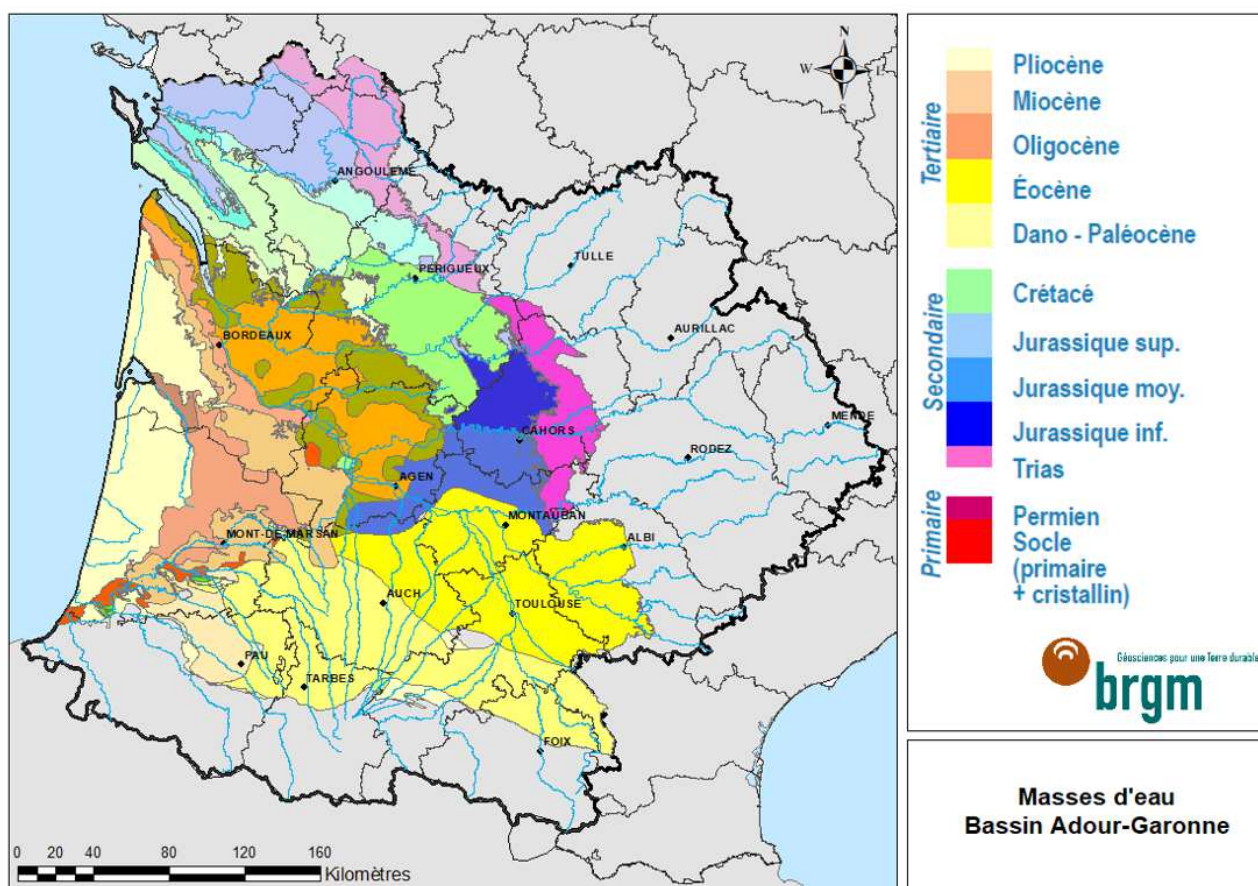 N
W
E
S
ANGOULEME
PERIGUEUX
TULLE
AURILLAC
BORDEAUX
MENDE
CAHORS
RODEZ
AGEN
MONTAUBAN
MONT-DE-MARSAN
ALBI
AUCH
TOULOUSE
PAU
TARBES
FOIX
0 20 40 80 120 160
Kilomètres
Tertiaire
Pliocène
Miocène
Oligocène
Éocène
Dano - Paléocène
Secondaire
Crétacé
Jurassique sup.
Jurassique moy.
Jurassique inf.
Trias
Primaire
Permien
Socle
(primaire
+ cristallin)
Géosciences pour une Terre durable
brgm
Masses d'eau
Bassin Adour-Garonne